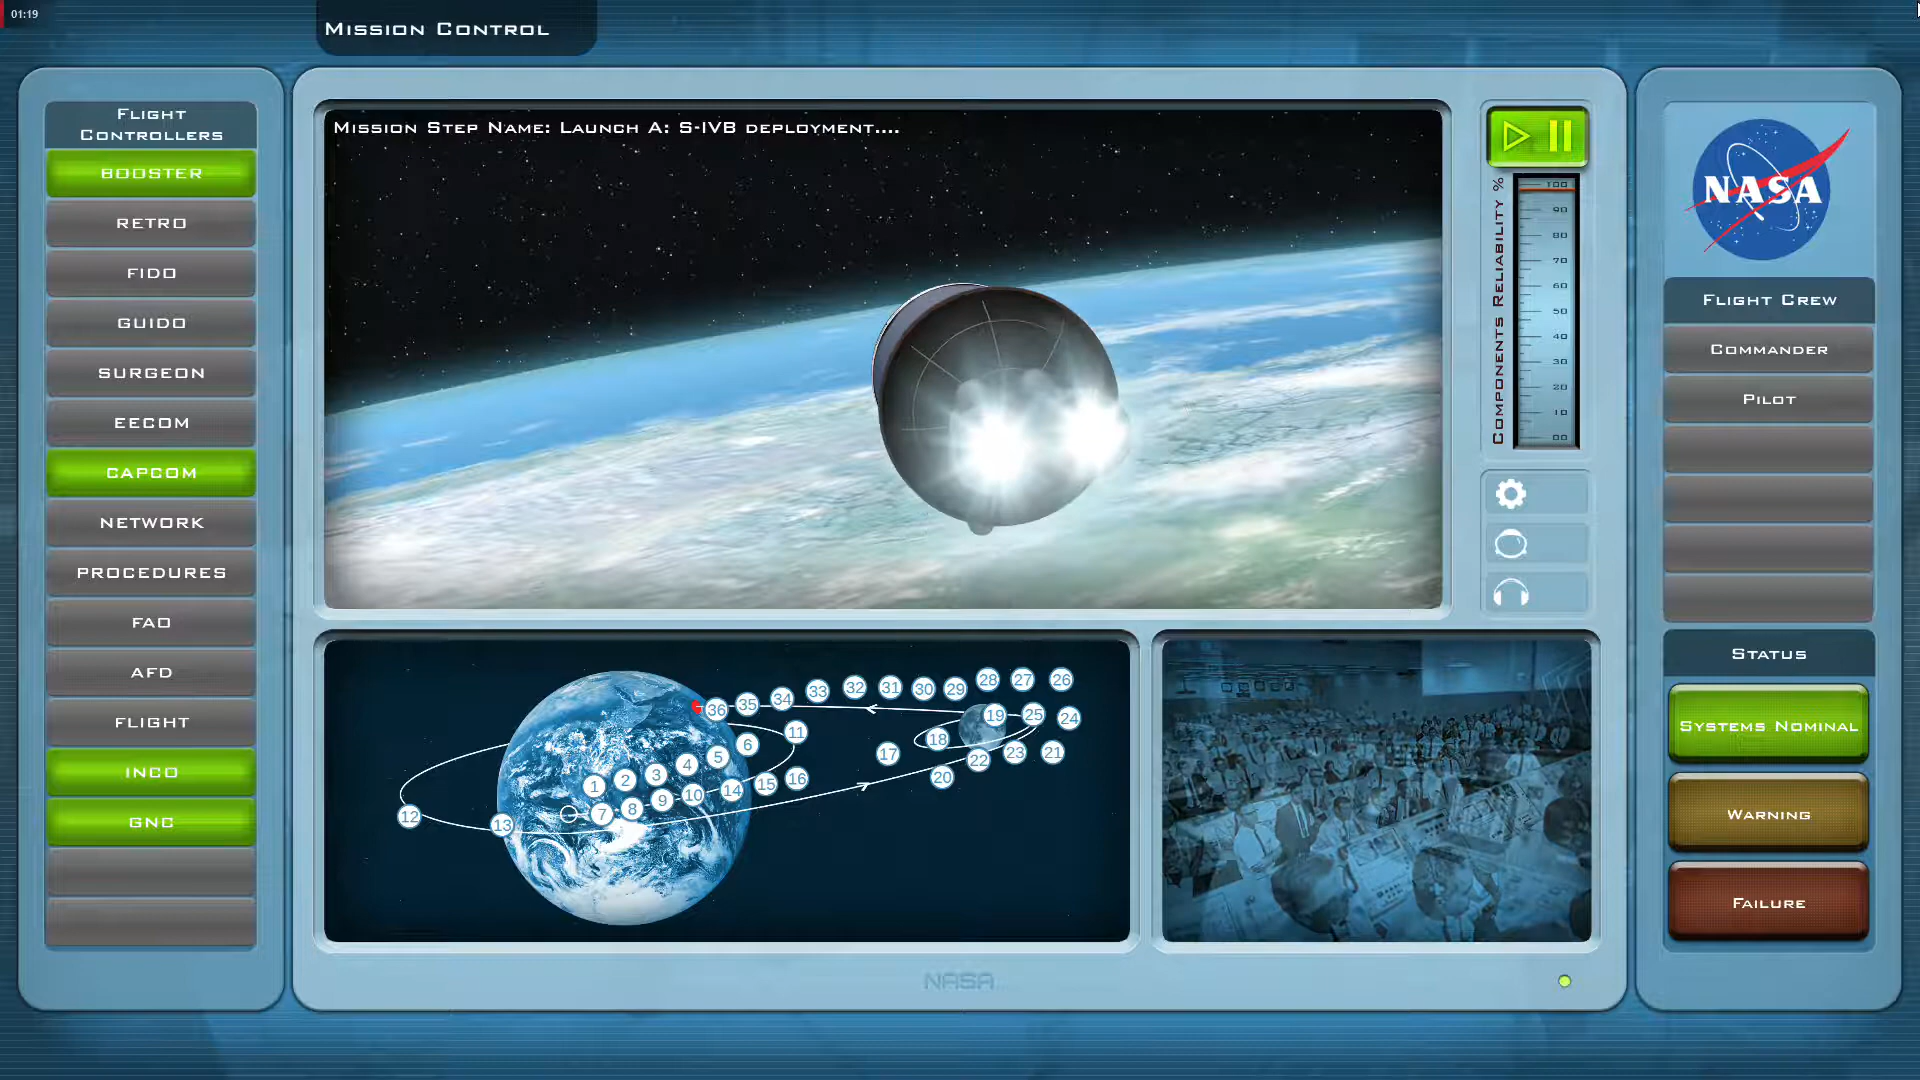 01:19
Mission Control
Flight
Controllers
BOOSTER
RETRO
FIDO
GUIDO
SURGEON
EECOM
CAPCOM
NETWORK
PROCEDURES
FAO
AFD
FLIGHT
INCO
GNC
Mission Step Name: Launch A: S-IVB deployment....
Components Reliability %
100
90
80
70
60
50
40
30
20
10
00
1
2
3
4
5
6
7
8
9
10
11
12
13
14
15
16
17
18
19
20
21
22
23
24
25
26
27
28
29
30
31
32
33
34
35
36
NASA
NASA
Flight Crew
Commander
Pilot
Status
Systems Nominal
Warning
Failure